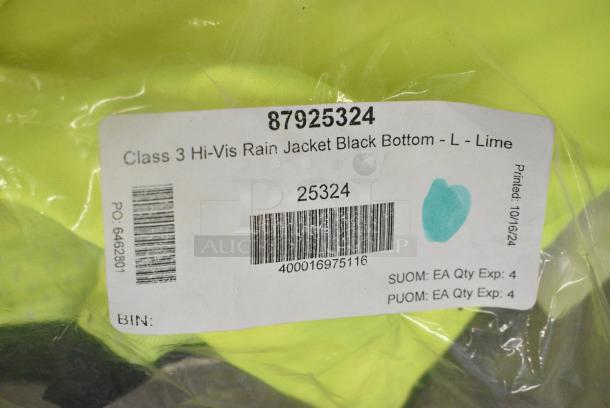 87925324
Class 3 Hi-Vis Rain Jacket Black Bottom - L - Lime
25324
400016975116
PO: 6462801
Printed: 10/16/24
SUOM: EA Qty Exp: 4
PUOM: EA Qty Exp: 4
BIN: